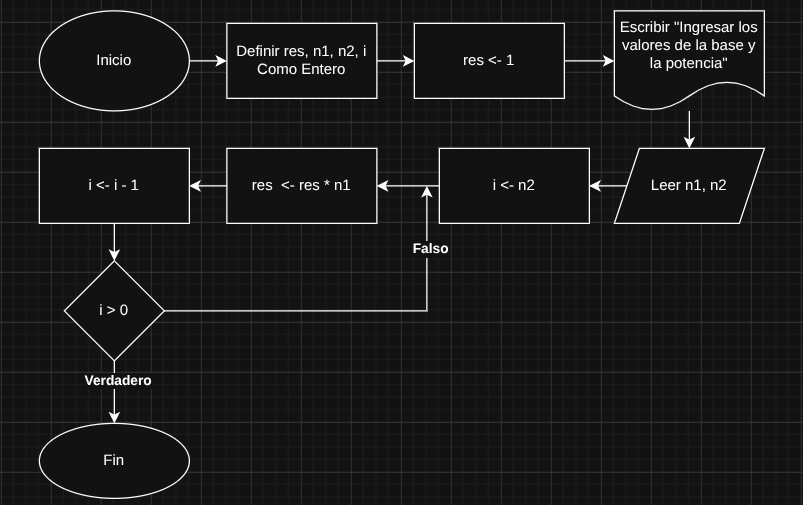 Inicio
Definir res, n1, n2, i
Como Entero
res <- 1
Escribir "Ingresar los
valores de la base y
la potencia"
Leer n1, n2
i <- n2
res <- res * n1
i <- i - 1
Falso
i > 0
Verdadero
Fin